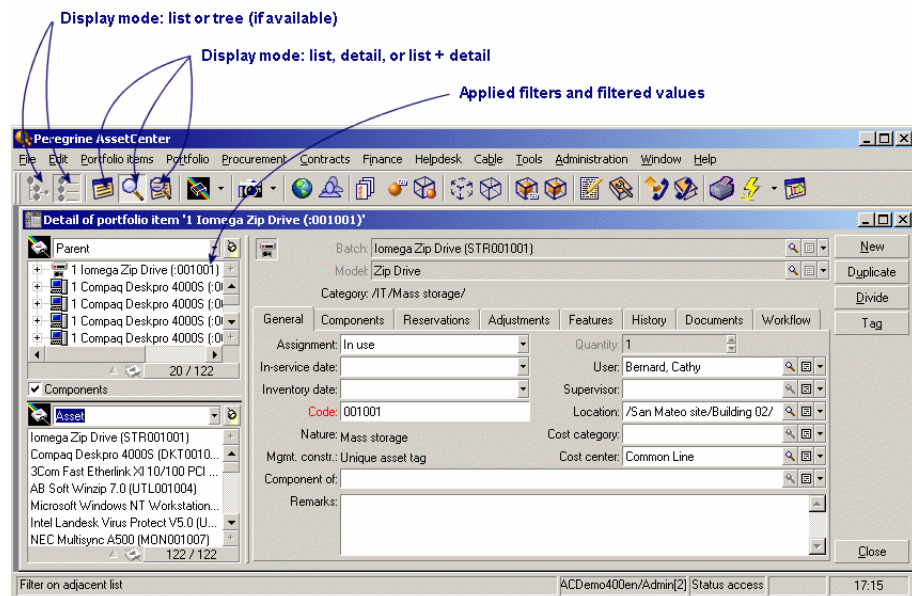 Display mode: list or tree (if available)
Display mode: list, detail, or list + detail
Applied filters and filtered values
Peregrine AssetCenter
File Edit Portfolio items Portfolio Procurement Contracts Finance Helpdesk Cable Tools Administration Window Help
Detail of portfolio item '1 Iomega Zip Drive (:001001)'
Parent
1 Iomega Zip Drive (:001001)
1 Compaq Deskpro 4000S (:0
1 Compaq Deskpro 4000S (:0
1 Compaq Deskpro 4000S (:0
1 Compaq Deskpro 4000S (:0
20 / 122
Components
Asset
Iomega Zip Drive (STR001001)
Compaq Deskpro 4000S (DKT0010...
3Com Fast Etherlink XI 10/100 PCI ...
AB Soft Winzip 7.0 (UTL001004)
Microsoft Windows NT Workstation...
Intel Landesk Virus Protect V5.0 (U...
NEC Multisync A500 (MON001007)
122 / 122
Batch: Iomega Zip Drive (STR001001)
Model: Zip Drive
Category: /IT/Mass storage/
General Components Reservations Adjustments Features History Documents Workflow
Assignment: In use
Quantity: 1
In-service date:
User: Bernard, Cathy
Inventory date:
Supervisor:
Code: 001001
Location: /San Mateo site/Building 02/
Nature: Mass storage
Cost category:
Mgmt. constr.: Unique asset tag
Cost center: Common Line
Component of:
Remarks:
New
Duplicate
Divide
Tag
Close
Filter on adjacent list
ACDemo400en/Admin[2] Status access
17:15